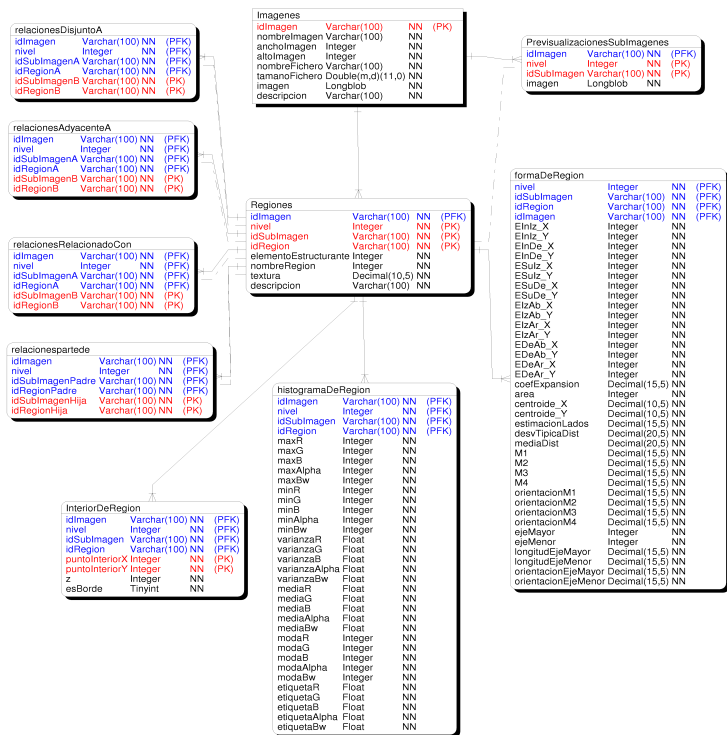 Imagenes
idImagen Varchar(100) NN (PK)
nombreImagen Varchar(100) NN
anchoImagen Integer NN
altoImagen Integer NN
nombreFichero Varchar(100) NN
tamanoFichero Double(m,d)(11,0) NN
imagen Longblob NN
descripcion Varchar(100) NN
relacionesDisjuntoA
idImagen Varchar(100) NN (PFK)
nivel Integer NN (PFK)
idSubImagenA Varchar(100) NN (PFK)
idRegionA Varchar(100) NN (PFK)
idSubImagenB Varchar(100) NN (PK)
idRegionB Varchar(100) NN (PK)
PrevisualizacionesSubImagenes
idImagen Varchar(100) NN (PFK)
nivel Integer NN (PK)
idSubImagen Varchar(100) NN (PK)
imagen Longblob NN
relacionesAdyacenteA
idImagen Varchar(100) NN (PFK)
nivel Integer NN (PFK)
idSubImagenA Varchar(100) NN (PFK)
idRegionA Varchar(100) NN (PFK)
idSubImagenB Varchar(100) NN (PK)
idRegionB Varchar(100) NN (PK)
Regiones
idImagen Varchar(100) NN (PFK)
nivel Integer NN (PK)
idSubImagen Varchar(100) NN (PK)
idRegion Varchar(100) NN (PK)
elementoEstructurante Integer NN
nombreRegion Integer NN
textura Decimal(10,5) NN
descripcion Varchar(100) NN
relacionesRelacionadoCon
idImagen Varchar(100) NN (PFK)
nivel Integer NN (PFK)
idSubImagenA Varchar(100) NN (PFK)
idRegionA Varchar(100) NN (PFK)
idSubImagenB Varchar(100) NN (PK)
idRegionB Varchar(100) NN (PK)
relacionespartede
idImagen Varchar(100) NN (PFK)
nivel Integer NN (PFK)
idSubImagenPadre Varchar(100) NN (PFK)
idRegionPadre Varchar(100) NN (PFK)
idSubImagenHija Varchar(100) NN (PK)
idRegionHija Varchar(100) NN (PK)
formaDeRegion
nivel Integer NN (PFK)
idSubImagen Varchar(100) NN (PFK)
idRegion Varchar(100) NN (PFK)
idImagen Varchar(100) NN (PFK)
EInIz_X Integer NN
EInIz_Y Integer NN
EInDe_X Integer NN
EInDe_Y Integer NN
ESuIz_X Integer NN
ESuIz_Y Integer NN
ESuDe_X Integer NN
ESuDe_Y Integer NN
EIzAb_X Integer NN
EIzAb_Y Integer NN
EIzAr_X Integer NN
EIzAr_Y Integer NN
EDeAb_X Integer NN
EDeAb_Y Integer NN
EDeAr_X Integer NN
EDeAr_Y Integer NN
coefExpansion Decimal(15,5) NN
area Integer NN
centroide_X Decimal(10,5) NN
centroide_Y Decimal(10,5) NN
estimacionLados Decimal(15,5) NN
desvTipicaDist Decimal(20,5) NN
mediaDist Decimal(20,5) NN
M1 Decimal(15,5) NN
M2 Decimal(15,5) NN
M3 Decimal(15,5) NN
M4 Decimal(15,5) NN
orientacionM1 Decimal(15,5) NN
orientacionM2 Decimal(15,5) NN
orientacionM3 Decimal(15,5) NN
orientacionM4 Decimal(15,5) NN
ejeMayor Integer NN
ejeMenor Integer NN
longitudEjeMayor Decimal(15,5) NN
longitudEjeMenor Decimal(15,5) NN
orientacionEjeMayor Decimal(15,5) NN
orientacionEjeMenor Decimal(15,5) NN
histogramaDeRegion
idImagen Varchar(100) NN (PFK)
nivel Integer NN (PFK)
idSubImagen Varchar(100) NN (PFK)
idRegion Varchar(100) NN (PFK)
maxR Integer NN
maxG Integer NN
maxB Integer NN
maxAlpha Integer NN
maxBw Integer NN
minR Integer NN
minG Integer NN
minB Integer NN
minAlpha Integer NN
minBw Integer NN
varianzaR Float NN
varianzaG Float NN
varianzaB Float NN
varianzaAlpha Float NN
varianzaBw Float NN
mediaR Float NN
mediaG Float NN
mediaB Float NN
mediaAlpha Float NN
mediaBw Float NN
modaR Integer NN
modaG Integer NN
modaB Integer NN
modaAlpha Integer NN
modaBw Integer NN
etiquetaR Float NN
etiquetaG Float NN
etiquetaB Float NN
etiquetaAlpha Float NN
etiquetaBw Float NN
InteriorDeRegion
idImagen Varchar(100) NN (PFK)
nivel Integer NN (PFK)
idSubImagen Varchar(100) NN (PFK)
idRegion Varchar(100) NN (PFK)
puntoInteriorX Integer NN (PK)
puntoInteriorY Integer NN (PK)
z Integer NN
esBorde Tinyint NN